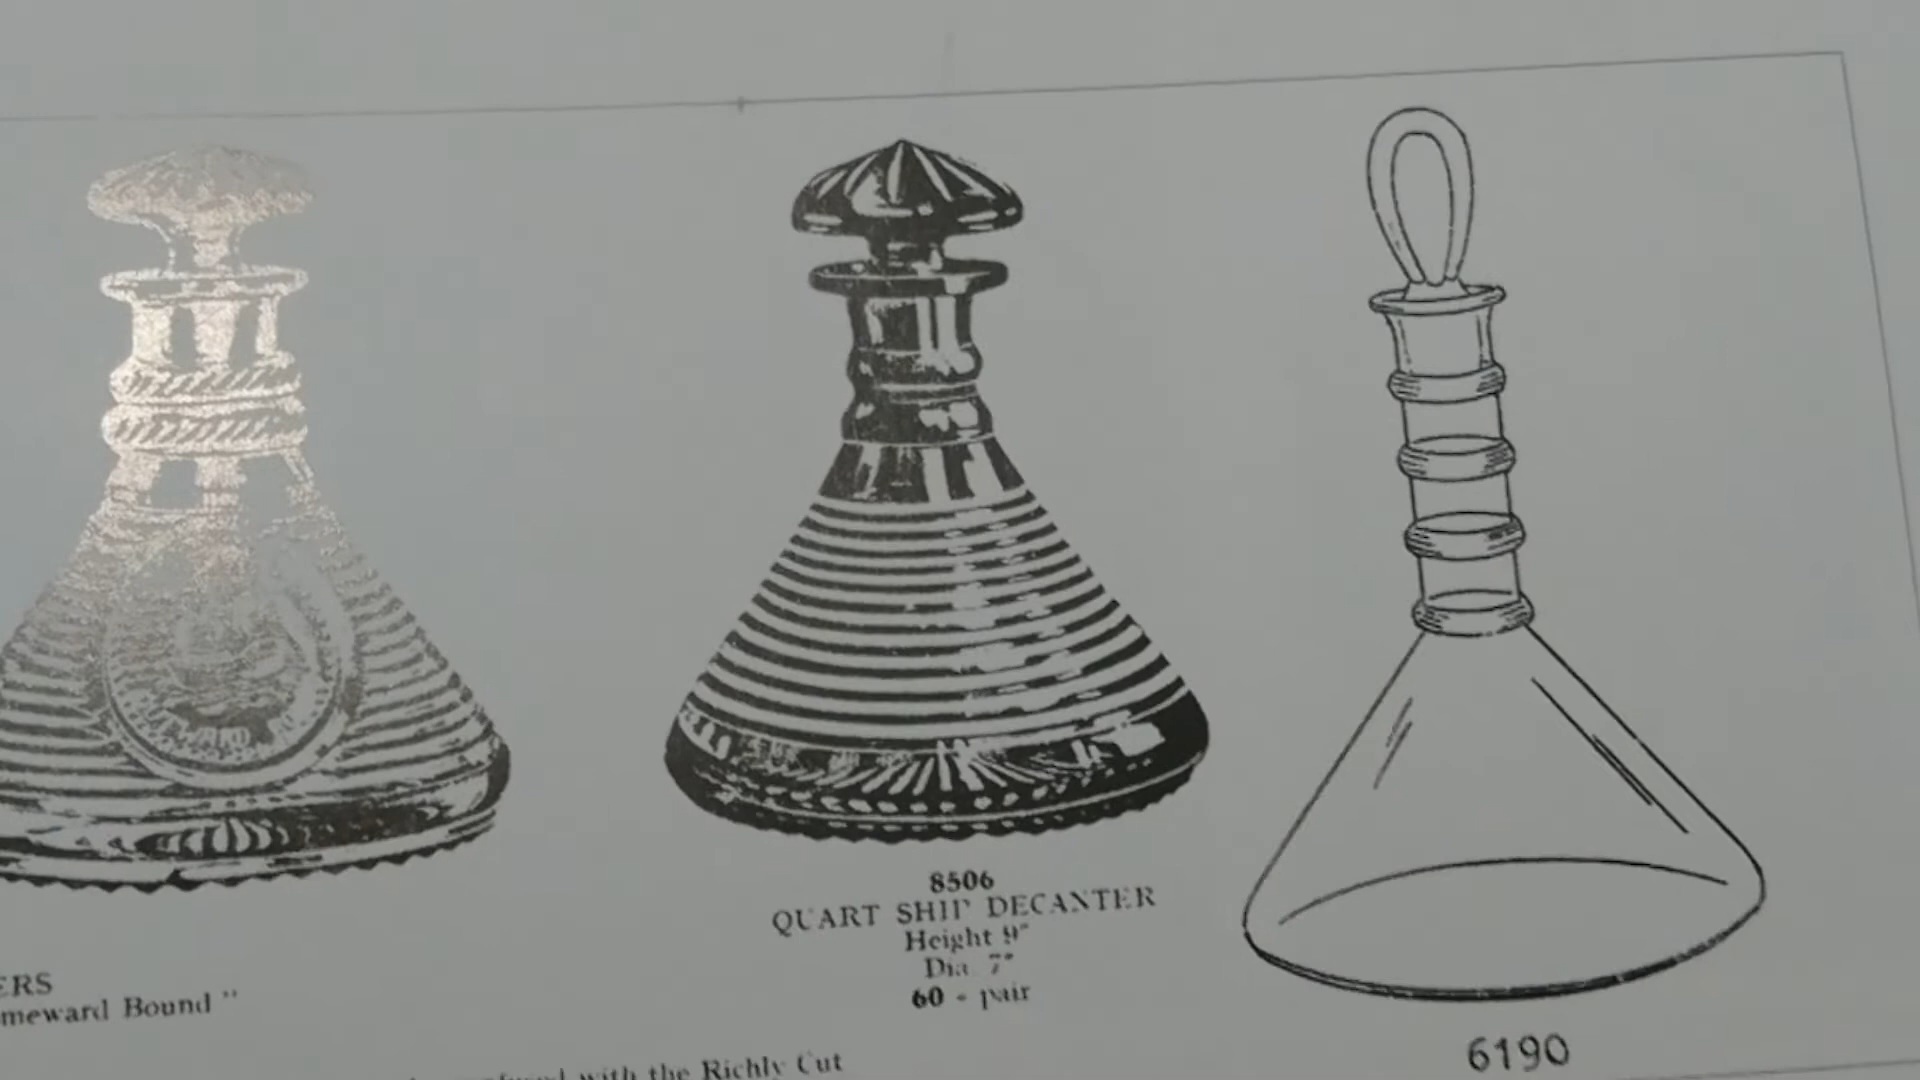 8506
QUART SHIP DECANTER
Height 9"
Dia. 7"
60 - pair
ERS
meward Bound "
with the Richly Cut
6190